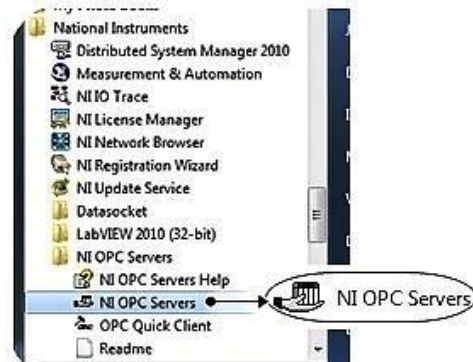 National Instruments
Distributed System Manager 2010
Measurement & Automation
NI IO Trace
NI License Manager
NI Network Browser
NI Registration Wizard
NI Update Service
Datasocket
LabVIEW 2010 (32-bit)
NI OPC Servers
NI OPC Servers Help
NI OPC Servers
NI OPC Servers
OPC Quick Client
Readme